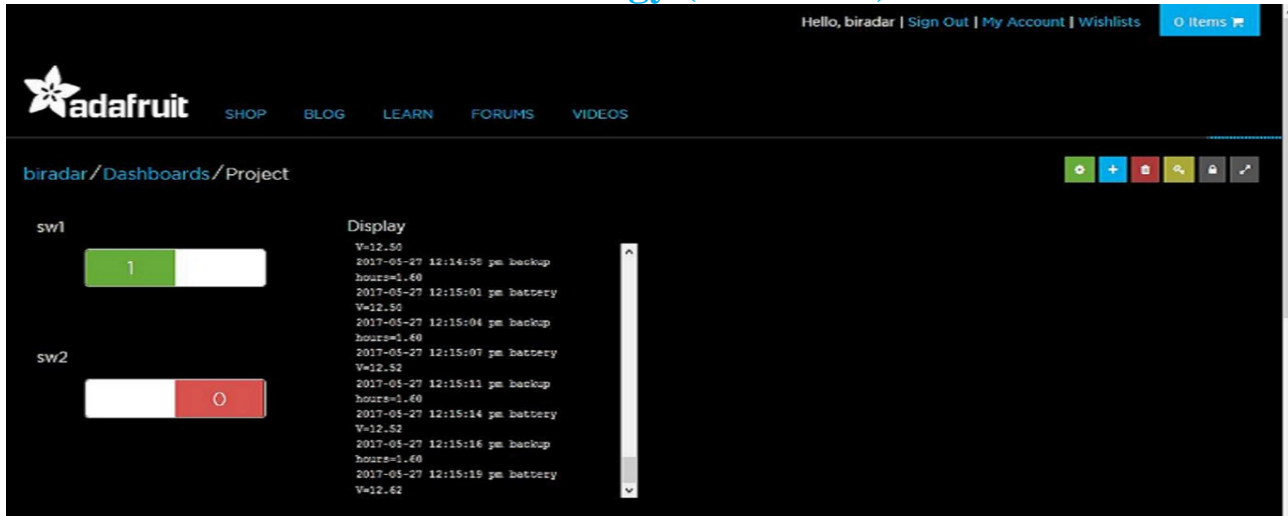 Hello, biradar | Sign Out | My Account | Wishlists 0 Items
adafruit SHOP BLOG LEARN FORUMS VIDEOS
biradar/Dashboards/Project
sw1
1
sw2
0
Display
V=12.50
2017-05-27 12:14:58 pm backup
hours=1.60
2017-05-27 12:15:01 pm battery
V=12.50
2017-05-27 12:15:04 pm backup
hours=1.60
2017-05-27 12:15:07 pm battery
V=12.52
2017-05-27 12:15:11 pm backup
hours=1.60
2017-05-27 12:15:14 pm battery
V=12.52
2017-05-27 12:15:16 pm backup
hours=1.60
2017-05-27 12:15:19 pm battery
V=12.62